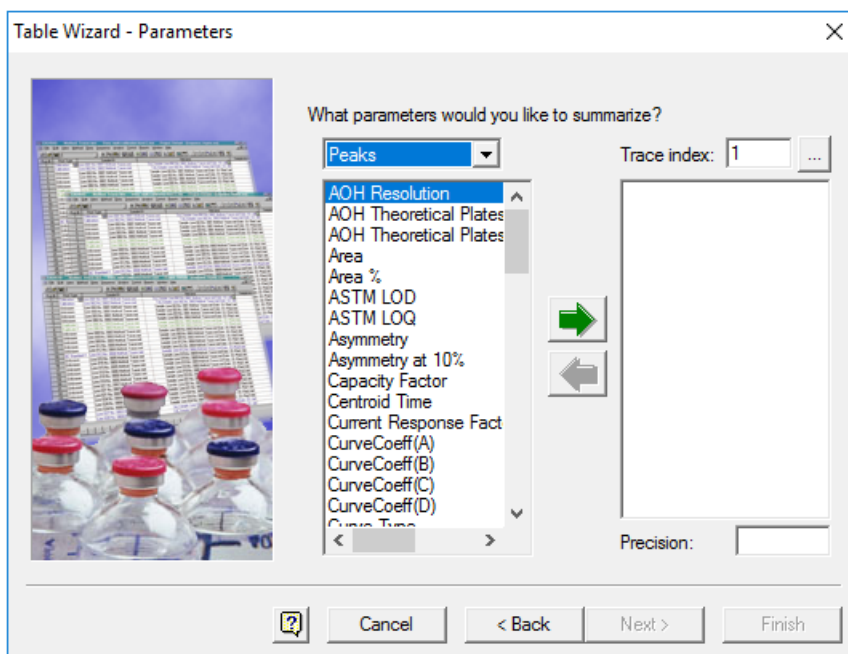 Table Wizard - Parameters
What parameters would you like to summarize?
Peaks
Trace index: 1 ...
AOH Resolution
AOH Theoretical Plates
AOH Theoretical Plates
Area
Area %
ASTM LOD
ASTM LOQ
Asymmetry
Asymmetry at 10%
Capacity Factor
Centroid Time
Current Response Fact
CurveCoeff(A)
CurveCoeff(B)
CurveCoeff(C)
CurveCoeff(D)
Curve Type
Precision:
? Cancel < Back Next > Finish